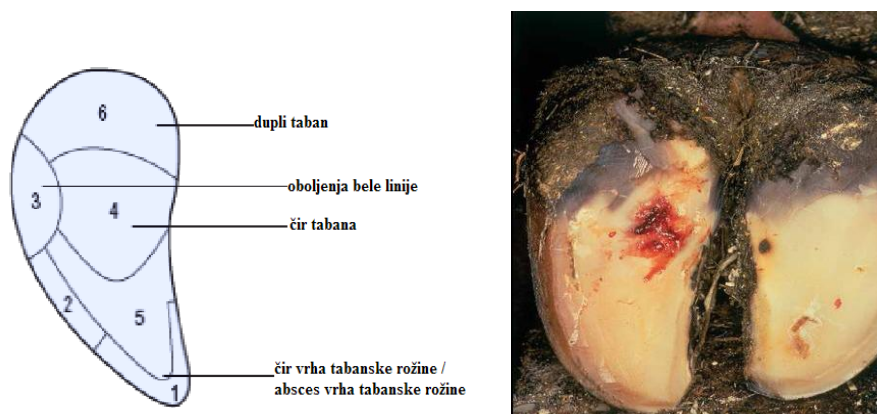 6
dupli taban
3
oboljenja bele linije
4
čir tabana
2
5
čir vrha tabanske rožine /
1
absces vrha tabanske rožine